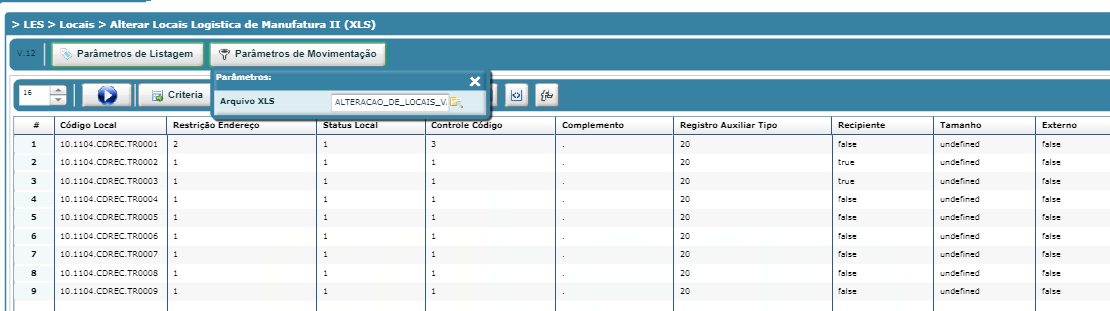 > LES > Locais > Alterar Locais Logistica de Manufatura II (XLS)
V.12 Parâmetros de Listagem Parâmetros de Movimentação
Parâmetros:
16 Criteria Arquivo XLS ALTERACAO_DE_LOCAIS_V.
# Código Local Restrição Endereço Status Local Controle Código Complemento Registro Auxiliar Tipo Recipiente Tamanho Externo
1 10.1104.CDREC.TR0001 2 1 3 . 20 false undefined false
2 10.1104.CDREC.TR0002 1 1 1 . 20 true undefined false
3 10.1104.CDREC.TR0003 1 1 1 . 20 true undefined false
4 10.1104.CDREC.TR0004 1 1 1 . 20 false undefined false
5 10.1104.CDREC.TR0005 1 1 1 . 20 false undefined false
6 10.1104.CDREC.TR0006 1 1 1 . 20 false undefined false
7 10.1104.CDREC.TR0007 1 1 1 . 20 false undefined false
8 10.1104.CDREC.TR0008 1 1 1 . 20 false undefined false
9 10.1104.CDREC.TR0009 1 1 1 . 20 false undefined false